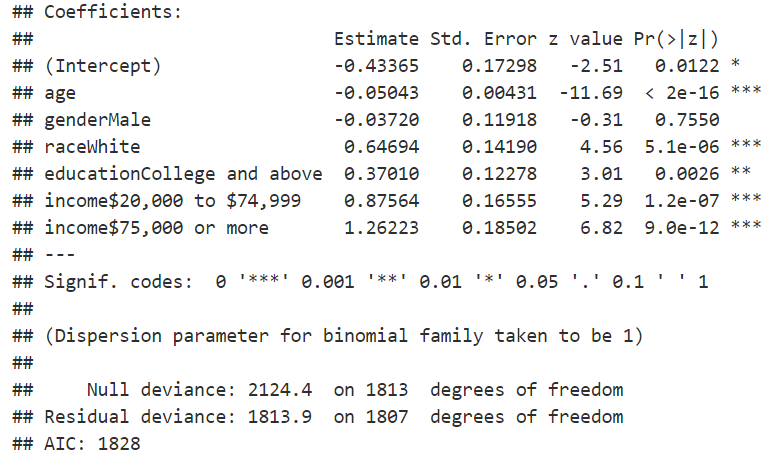 ## Coefficients:
##                             Estimate Std. Error z value Pr(>|z|)
## (Intercept)                 -0.43365    0.17298   -2.51   0.0122 *
## age                         -0.05043    0.00431  -11.69  < 2e-16 ***
## genderMale                  -0.03720    0.11918   -0.31   0.7550
## raceWhite                    0.64694    0.14190    4.56  5.1e-06 ***
## educationCollege and above  0.37010    0.12278    3.01   0.0026 **
## income$20,000 to $74,999    0.87564    0.16555    5.29  1.2e-07 ***
## income$75,000 or more       1.26223    0.18502    6.82  9.0e-12 ***
## ---
## Signif. codes:  0 '***' 0.001 '**' 0.01 '*' 0.05 '.' 0.1 ' ' 1
##
## (Dispersion parameter for binomial family taken to be 1)
##
##     Null deviance: 2124.4  on 1813  degrees of freedom
## Residual deviance: 1813.9  on 1807  degrees of freedom
## AIC: 1828